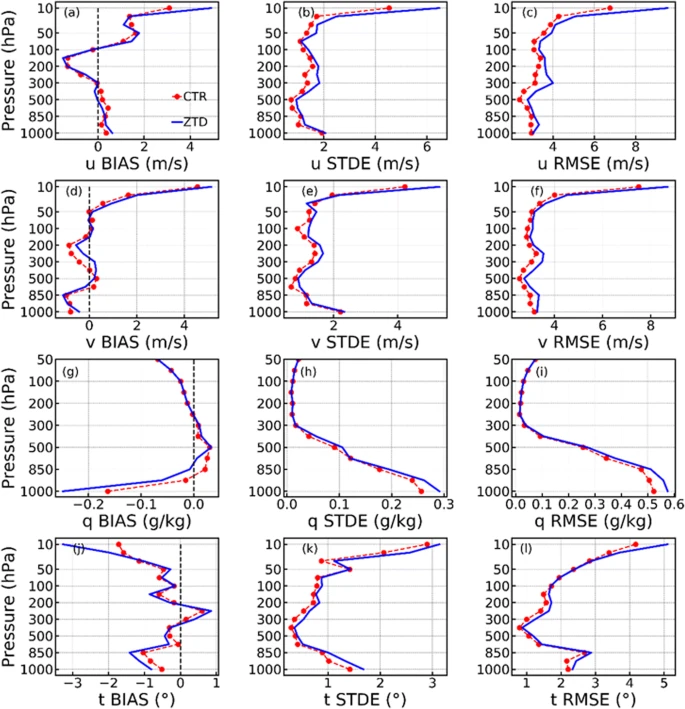 (a)
Pressure (hPa)
10
50
100
200
300
500
850
1000
CTR
ZTD
0 2 4
u BIAS (m/s)
(b)
10
50
100
200
300
500
850
1000
2 4 6
u STDE (m/s)
(c)
10
50
100
200
300
500
850
1000
4 6 8
u RMSE (m/s)
(d)
Pressure (hPa)
10
50
100
200
300
500
850
1000
0 2 4
v BIAS (m/s)
(e)
10
50
100
200
300
500
850
1000
2 4
v STDE (m/s)
(f)
10
50
100
200
300
500
850
1000
4 6 8
v RMSE (m/s)
(g)
Pressure (hPa)
50
100
200
300
500
850
1000
−0.2 −0.1 0.0
q BIAS (g/kg)
(h)
50
100
200
300
500
850
1000
0.0 0.1 0.2 0.3
q STDE (g/kg)
(i)
50
100
200
300
500
850
1000
0.0 0.1 0.2 0.3 0.4 0.5 0.6
q RMSE (g/kg)
(j)
Pressure (hPa)
10
50
100
200
300
500
850
1000
−3 −2 −1 0 1
t BIAS (°)
(k)
10
50
100
200
300
500
850
1000
1 2 3
t STDE (°)
(l)
10
50
100
200
300
500
850
1000
1 2 3 4 5
t RMSE (°)